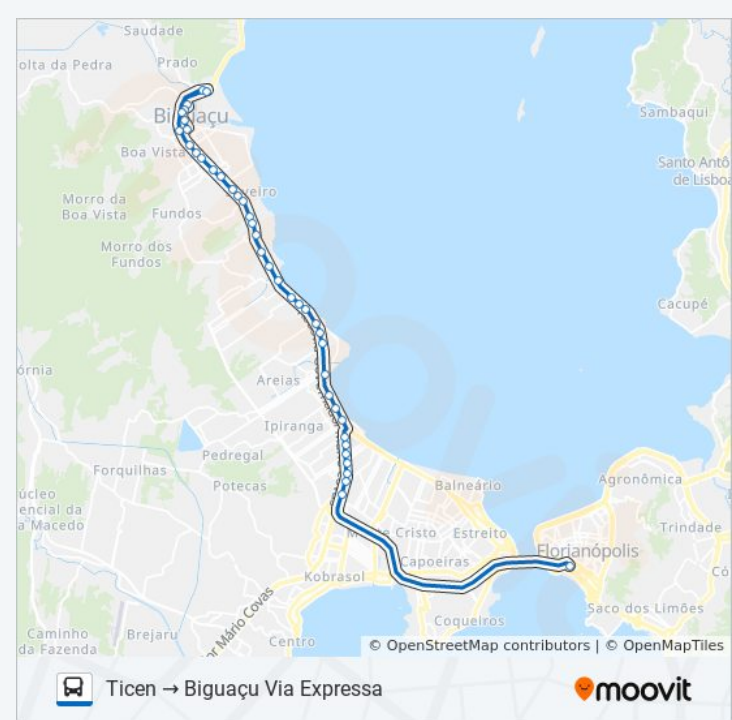 Saudade
olta da Pedra
Prado
Biguaçu
Sambaqui
Boa Vista
Santo Antô
de Lisboa
Morro da
Boa Vista
Fundos
veiro
Morro dos
Fundos
Cacupé
órnia
Areias
Ipiranga
Pedregal
Forquilhas
Potecas
Balneário
Agronômica
úcleo
encial da
a Macedo
Monte Cristo
Estreito
Trindade
Florianópolis
Capoeiras
Kobrasol
Có
Saco dos Limões
Coqueiros
or Mário Covas
Caminho
da Fazenda
Brejaru
Centro
© OpenStreetMap contributors | © OpenMapTiles
Ticen → Biguaçu Via Expressa
moovit